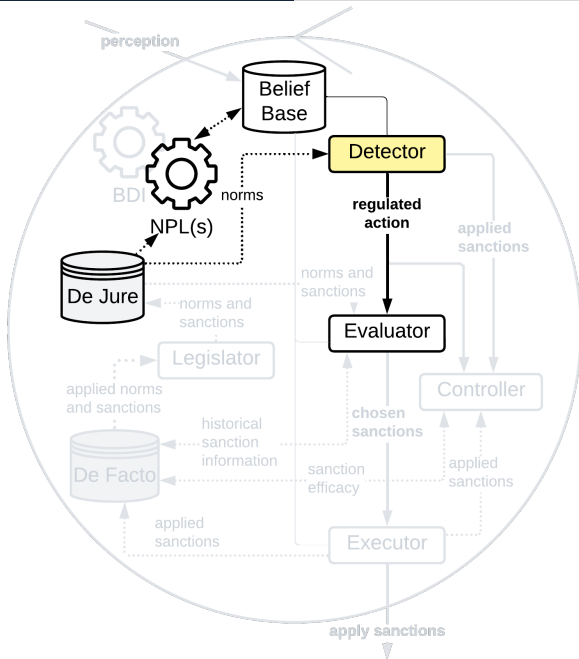 perception
Belief
Base
Detector
BDI
norms
NPL(s)
regulated
action
applied
sanctions
De Jure
norms and
sanctions
norms and
sanctions
Evaluator
Legislator
Controller
applied norms
and sanctions
chosen
sanctions
historical
sanction
information
De Facto
sanction
efficacy
applied
sanctions
applied
sanctions
Executor
apply sanctions